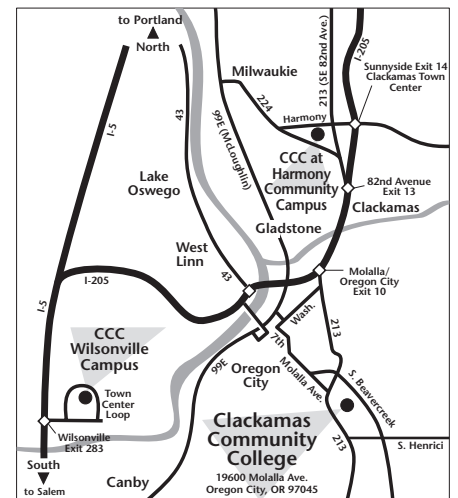 to Portland
North
I-5
43
Lake
Oswego
West
Linn
43
I-205
I-5
CCC
Wilsonville
Campus
Town
Center
Loop
Wilsonville
Exit 283
South
to Salem
Canby
Milwaukie
224
99E (McLoughlin)
213 (SE 82nd Ave.)
I-205
Sunnyside Exit 14
Clackamas Town
Center
Harmony
CCC at
Harmony
Community
Campus
82nd Avenue
Exit 13
Clackamas
Gladstone
Molalla/
Oregon City
Exit 10
Wash.
213
7th
99E
Oregon
City
Molalla Ave.
S. Beavercreek
Clackamas
Community
College
19600 Molalla Ave.
Oregon City, OR 97045
213
S. Henrici